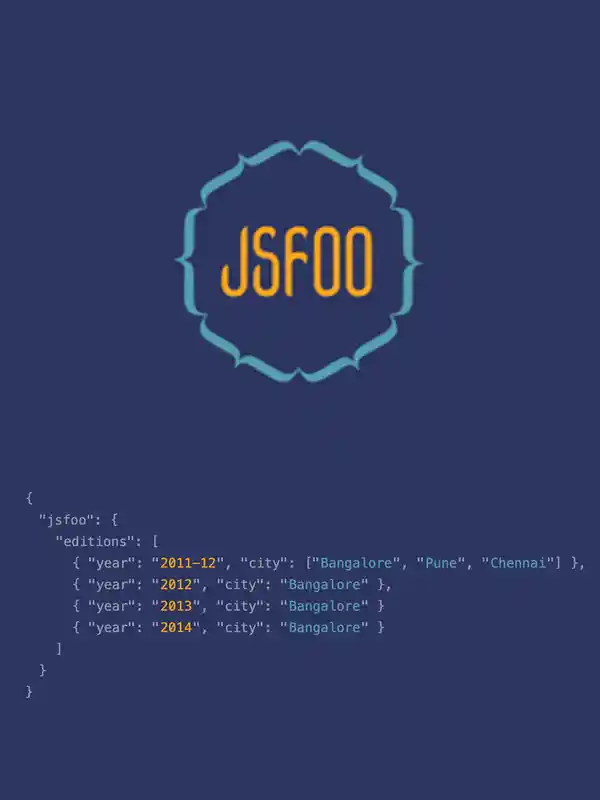 JSFOO
{
"jsfoo": {
"editions": [
{ "year": "2011-12", "city": ["Bangalore", "Pune", "Chennai"] },
{ "year": "2012", "city": "Bangalore" },
{ "year": "2013", "city": "Bangalore" }
{ "year": "2014", "city": "Bangalore" }
]
}
}